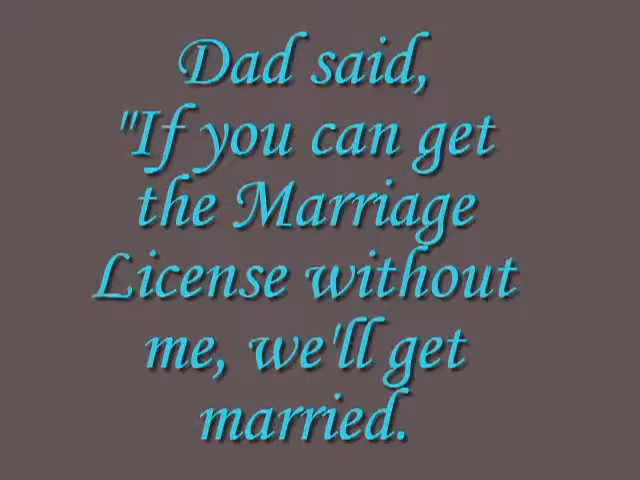 Dad said,
"If you can get
the Marriage
License without
me, we'll get
married.